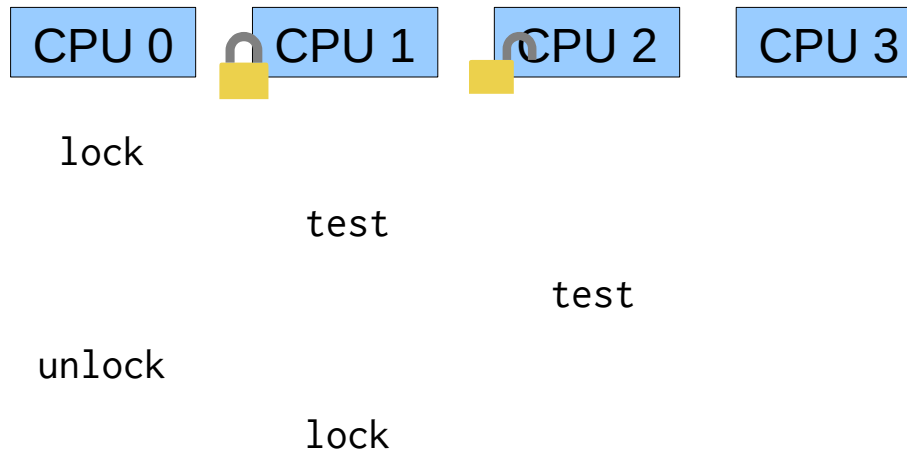 CPU 0 CPU 1 CPU 2 CPU 3
lock
test
test
unlock
lock